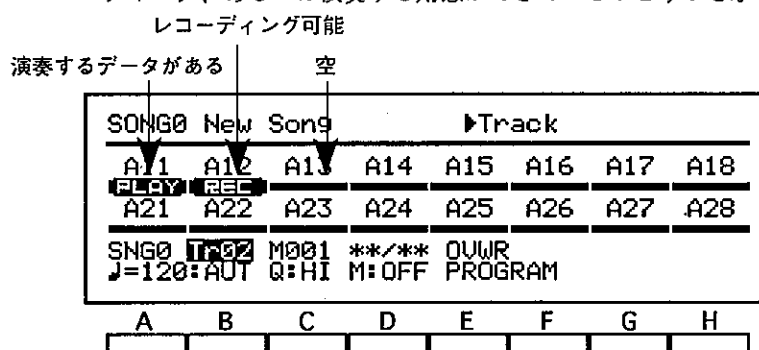 レコーディング可能
演奏するデータがある 空
SONG0 New Song ▶Track
A11 A12 A13 A14 A15 A16 A17 A18
PLAY REC
A21 A22 A23 A24 A25 A26 A27 A28
SNG0 Tr02 M001 **/** OVWR
♩=120:AUT Q:HI M:OFF PROGRAM
A B C D E F G H